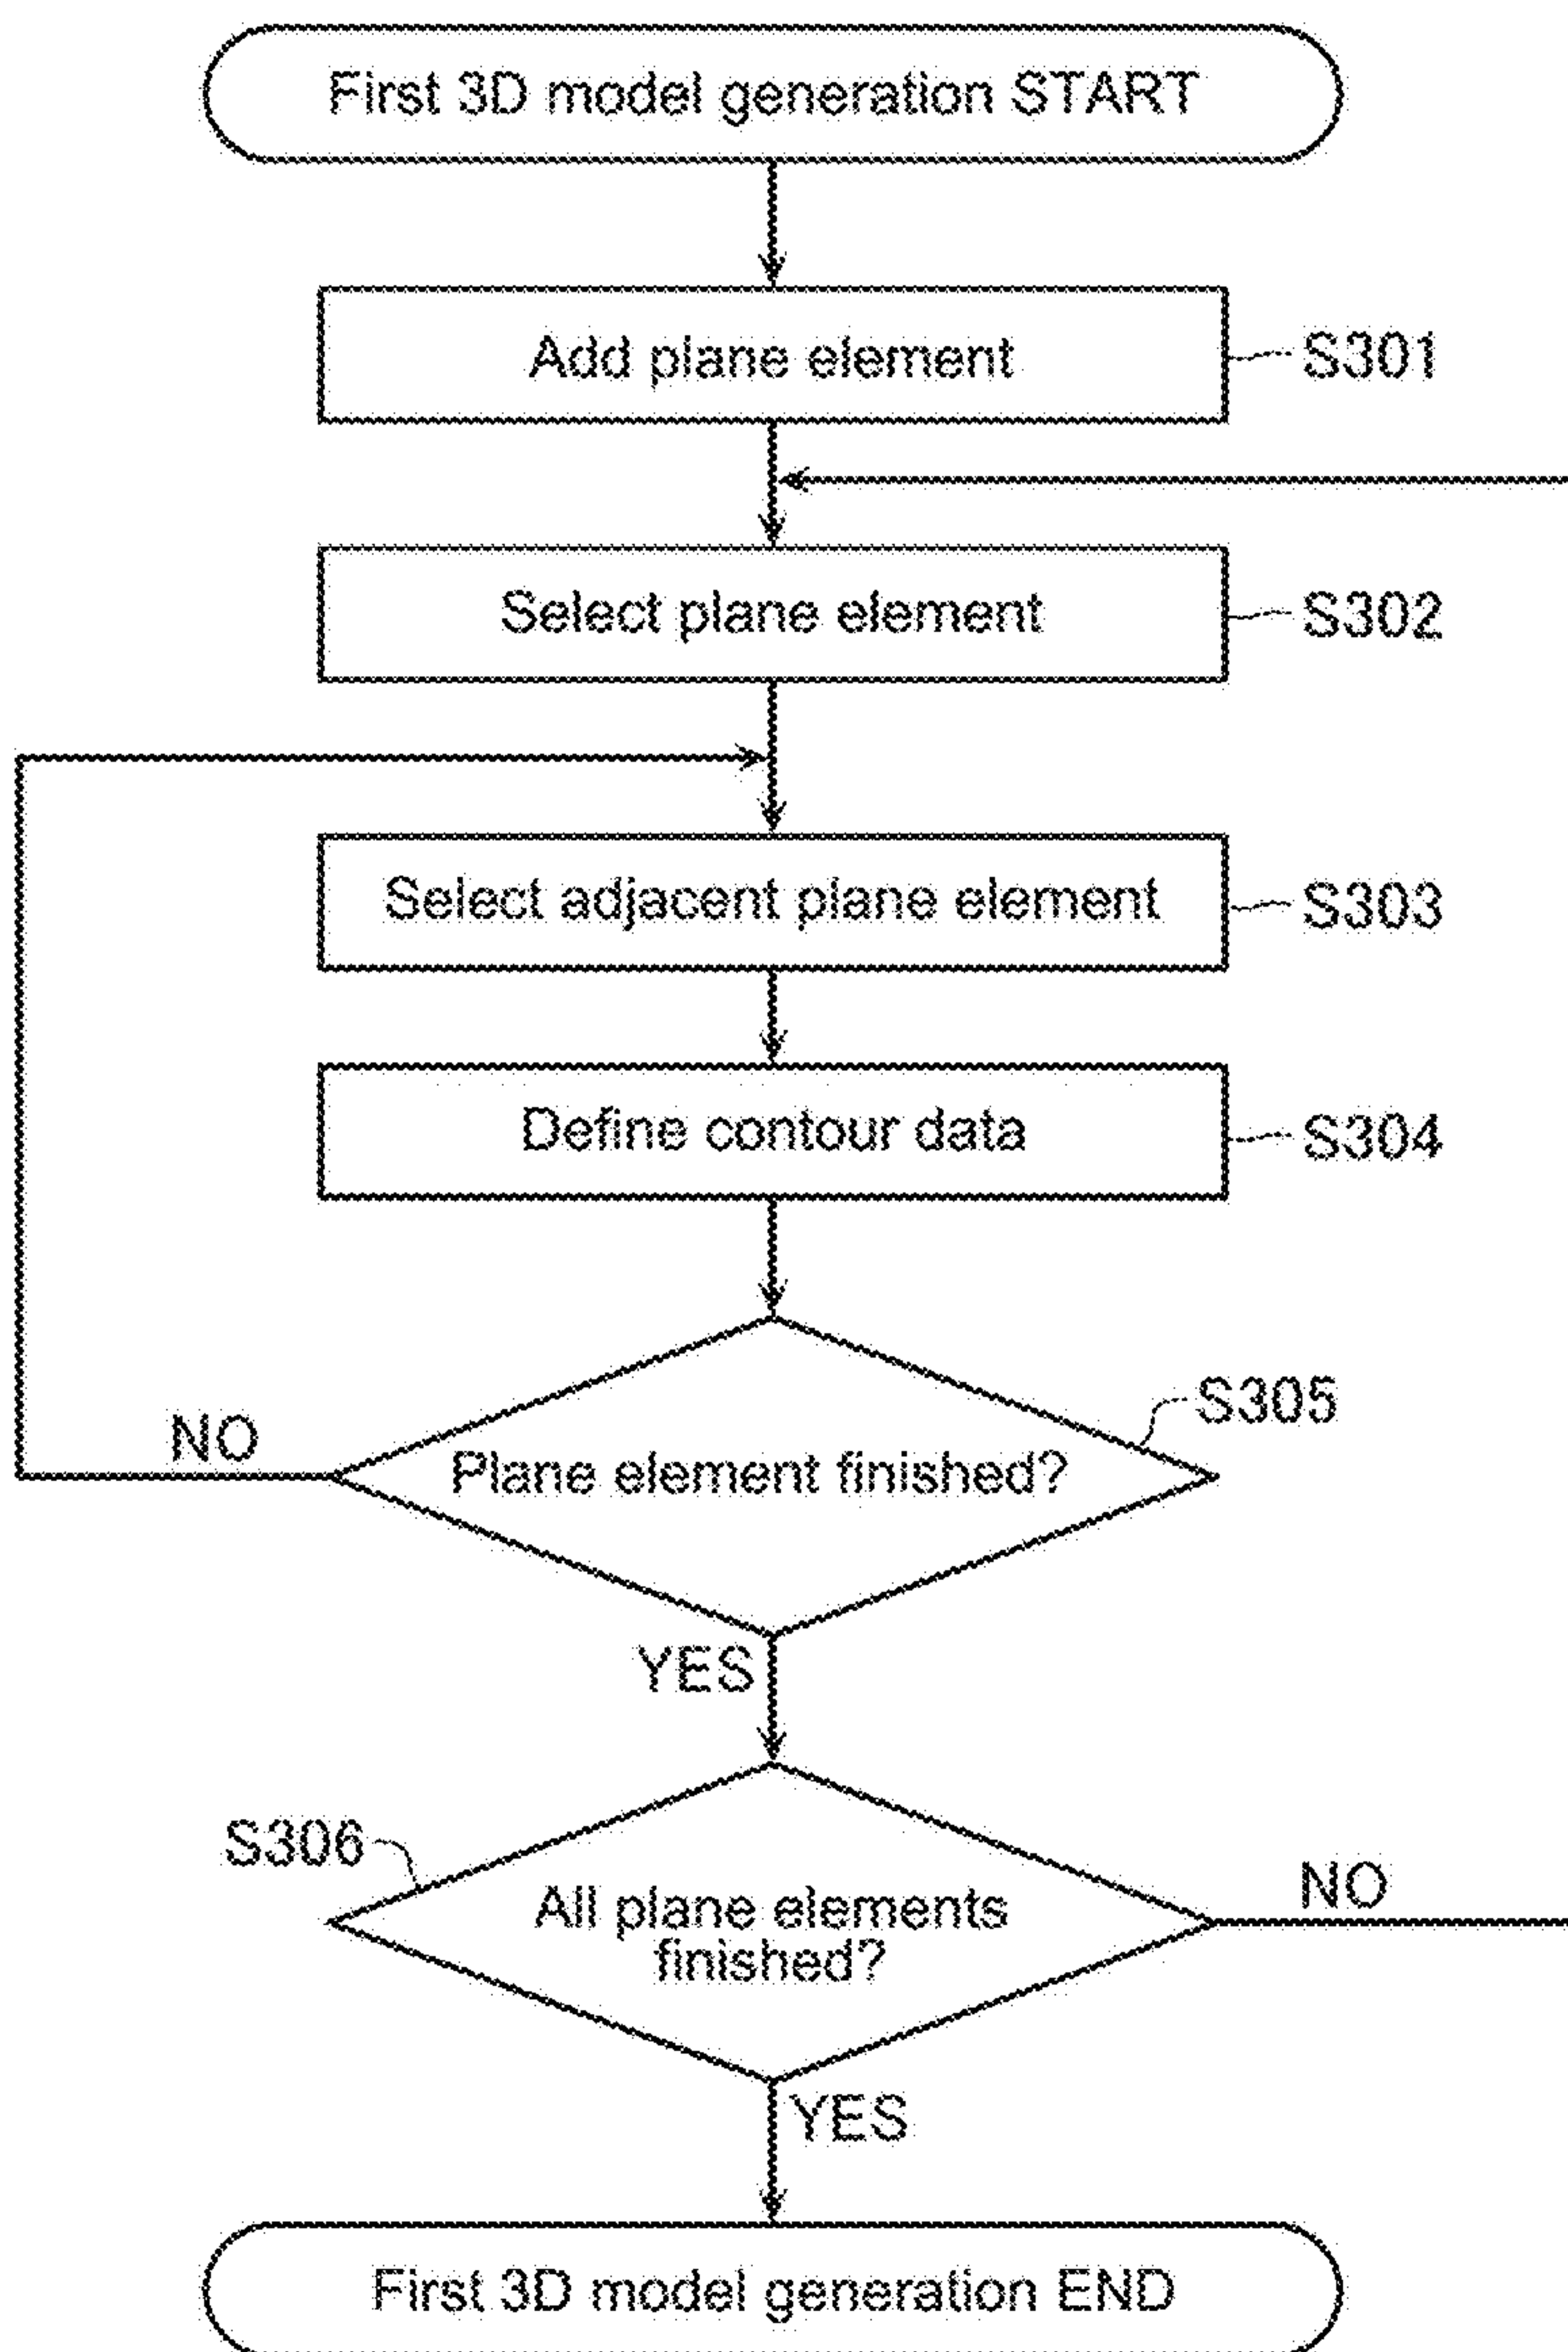 First 3D model generation START
Add plane element
S301
Select plane element
S302
Select adjacent plane element
S303
Define contour data
S304
S305
NO
Plane element finished?
YES
S306
NO
All plane elements
finished?
YES
First 3D model generation END